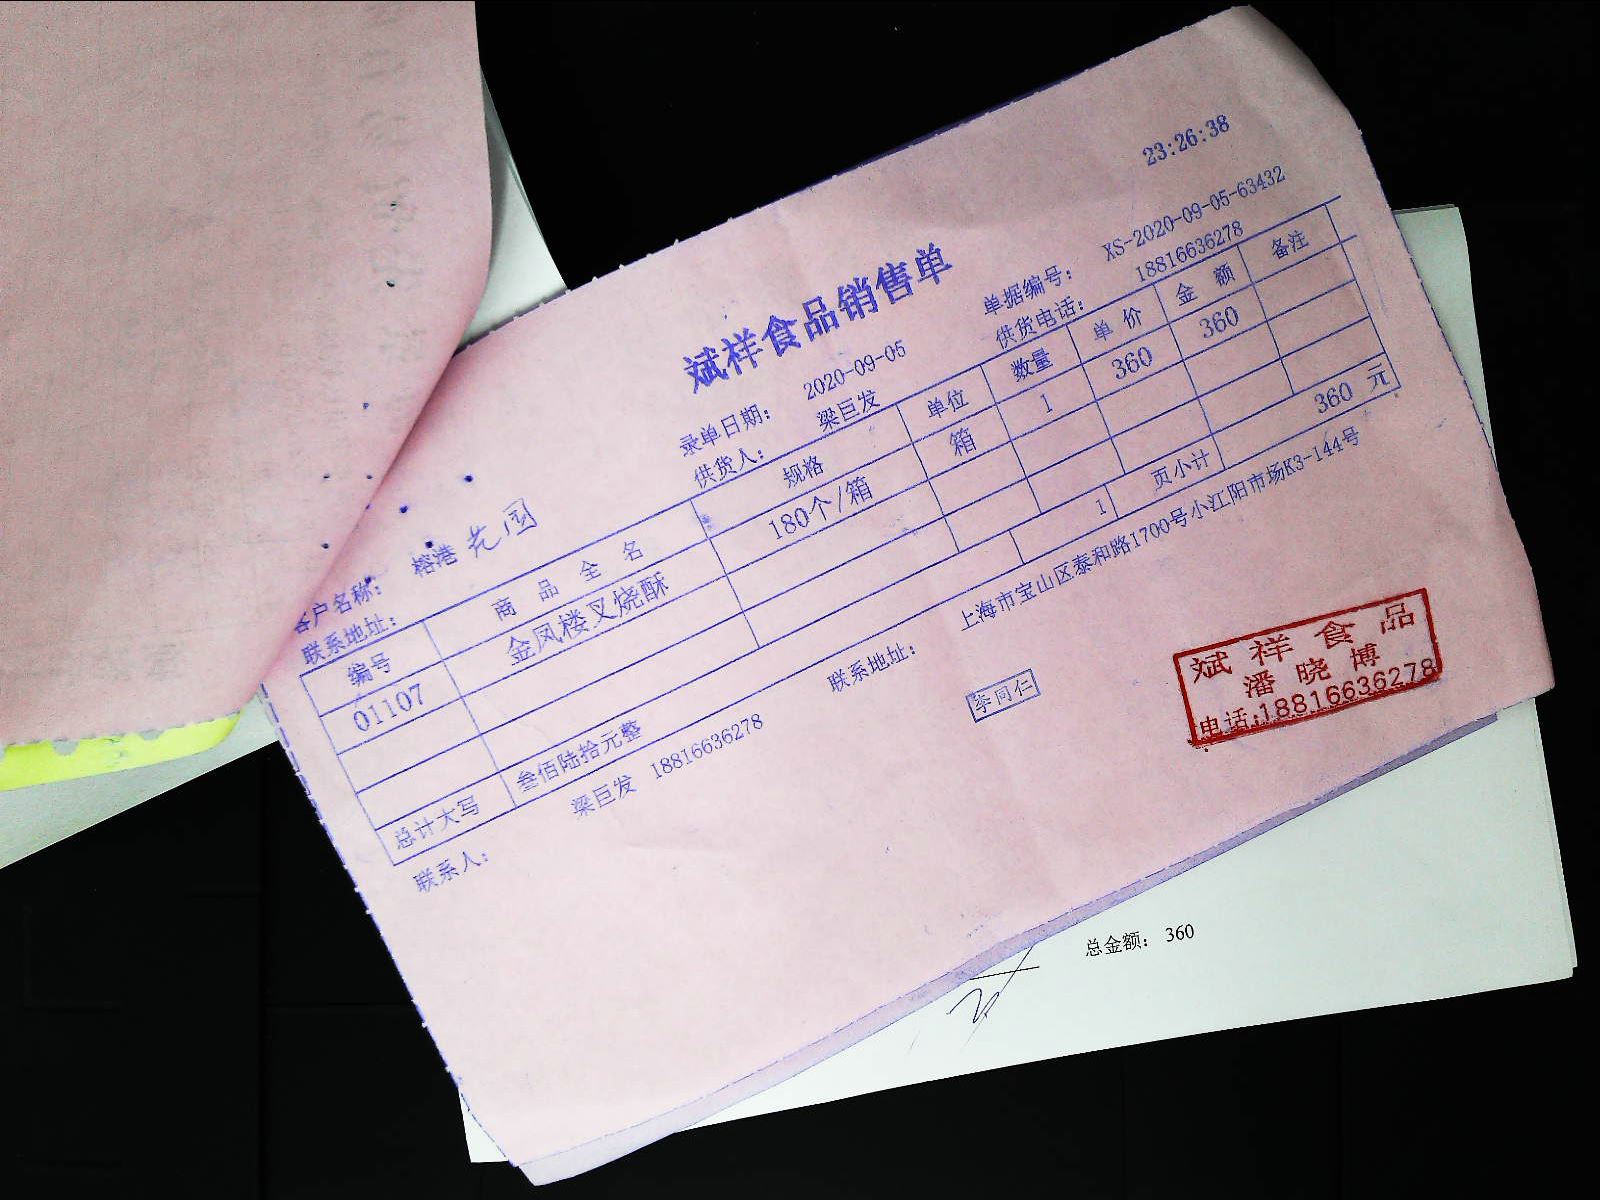 23:26:38
斌祥食品销售单
录单日期： 2020-09-05 单据编号： XS-2020-09-05-63432
供货人： 梁巨发 供货电话： 18816636278
客户名称： 榕港 花园
联系地址：
编号 商品全名 规格 单位 数量 单价 金额 备注
01107 金凤楼叉烧酥 180个/箱 箱 1 360 360
1 页小计 360 元
总计大写 叁佰陆拾元整
联系人： 梁巨发 18816636278 联系地址： 上海市宝山区泰和路1700号小江阳市场K3-144号
李同仁
斌祥食品
潘晓博
电话:18816636278
总金额： 360